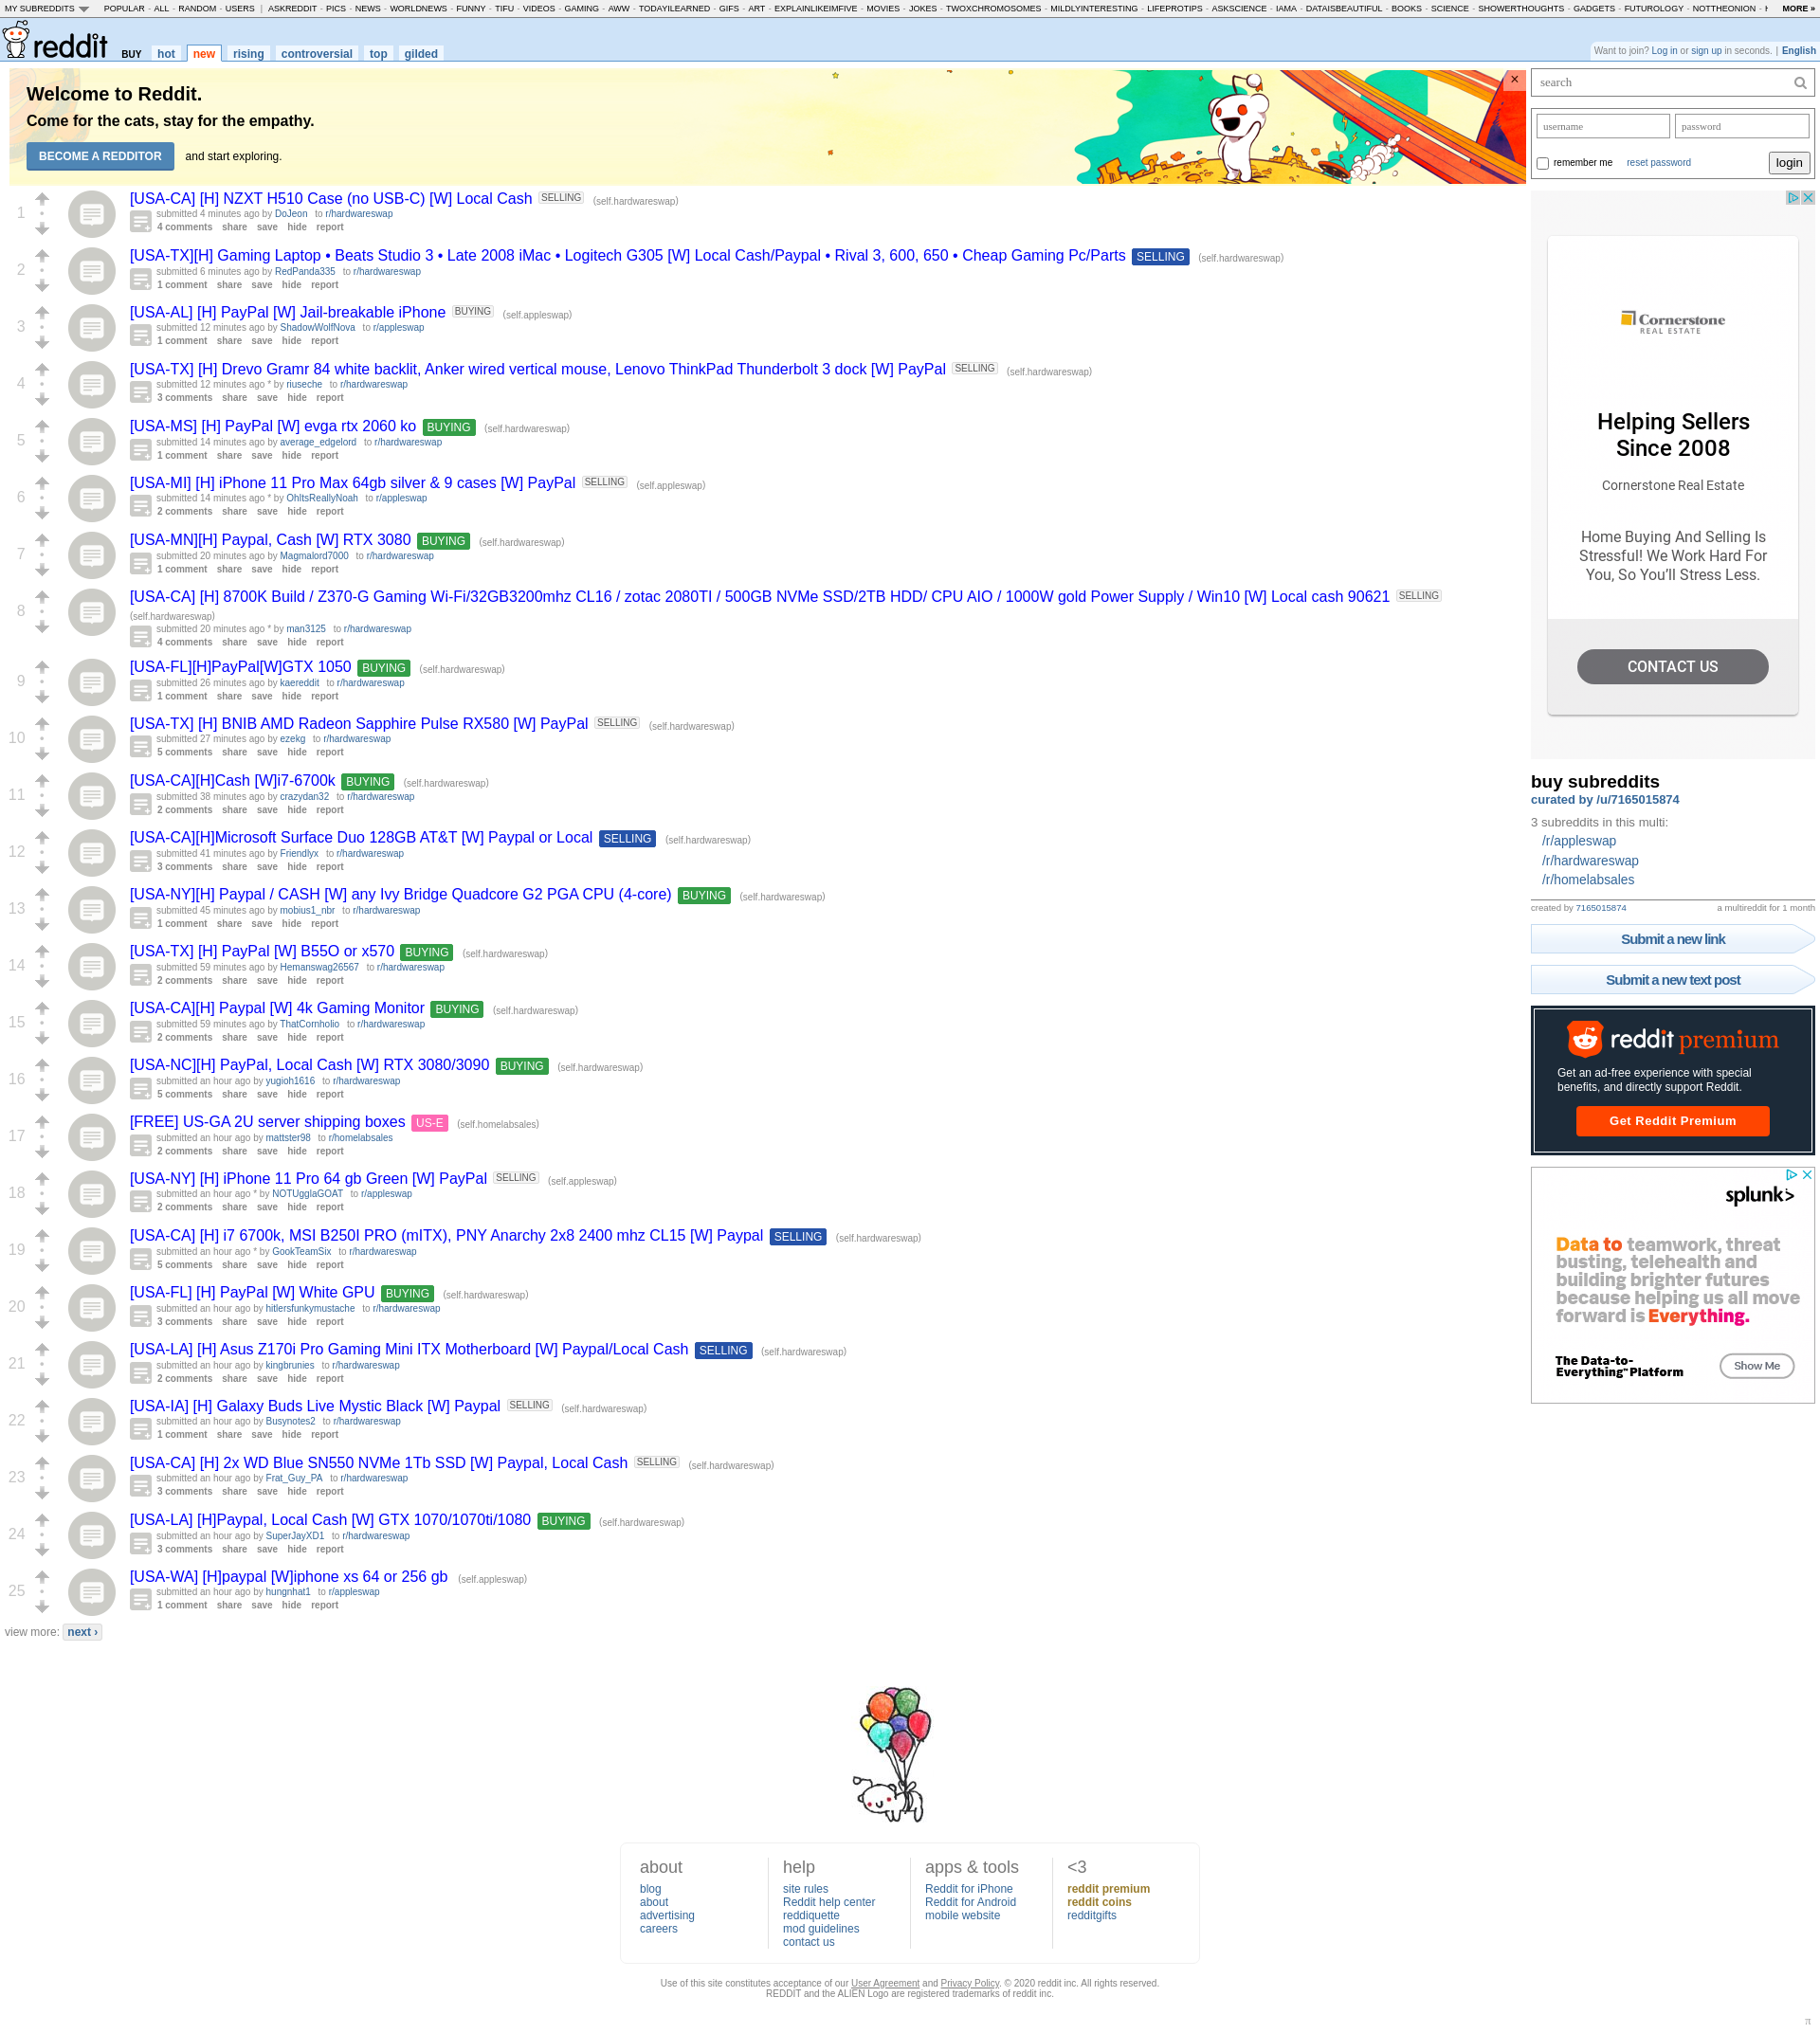 MY SUBREDDITS POPULAR - ALL - RANDOM - USERS | ASKREDDIT - PICS - NEWS - WORLDNEWS - FUNNY - TIFU - VIDEOS - GAMING - AWW - TODAYILEARNED - GIFS - ART - EXPLAINLIKEIMFIVE - MOVIES - JOKES - TWOXCHROMOSOMES - MILDLYINTERESTING - LIFEPROTIPS - ASKSCIENCE - IAMA - DATAISBEAUTIFUL - BOOKS - SCIENCE - SHOWERTHOUGHTS - GADGETS - FUTUROLOGY - NOTTHEONION - MORE »
reddit BUY hot new rising controversial top gilded
Want to join? Log in or sign up in seconds. | English
Welcome to Reddit.
Come for the cats, stay for the empathy.
BECOME A REDDITOR and start exploring.
×
1
[USA-CA] [H] NZXT H510 Case (no USB-C) [W] Local Cash SELLING (self.hardwareswap)
submitted 4 minutes ago by DoJeon to r/hardwareswap
4 comments share save hide report
2
[USA-TX][H] Gaming Laptop • Beats Studio 3 • Late 2008 iMac • Logitech G305 [W] Local Cash/Paypal • Rival 3, 600, 650 • Cheap Gaming Pc/Parts SELLING (self.hardwareswap)
submitted 6 minutes ago by RedPanda335 to r/hardwareswap
1 comment share save hide report
3
[USA-AL] [H] PayPal [W] Jail-breakable iPhone BUYING (self.appleswap)
submitted 12 minutes ago by ShadowWolfNova to r/appleswap
1 comment share save hide report
4
[USA-TX] [H] Drevo Gramr 84 white backlit, Anker wired vertical mouse, Lenovo ThinkPad Thunderbolt 3 dock [W] PayPal SELLING (self.hardwareswap)
submitted 12 minutes ago * by riuseche to r/hardwareswap
3 comments share save hide report
5
[USA-MS] [H] PayPal [W] evga rtx 2060 ko BUYING (self.hardwareswap)
submitted 14 minutes ago by average_edgelord to r/hardwareswap
1 comment share save hide report
6
[USA-MI] [H] iPhone 11 Pro Max 64gb silver & 9 cases [W] PayPal SELLING (self.appleswap)
submitted 14 minutes ago * by OhItsReallyNoah to r/appleswap
2 comments share save hide report
7
[USA-MN][H] Paypal, Cash [W] RTX 3080 BUYING (self.hardwareswap)
submitted 20 minutes ago by Magmalord7000 to r/hardwareswap
1 comment share save hide report
8
[USA-CA] [H] 8700K Build / Z370-G Gaming Wi-Fi/32GB3200mhz CL16 / zotac 2080TI / 500GB NVMe SSD/2TB HDD/ CPU AIO / 1000W gold Power Supply / Win10 [W] Local cash 90621 SELLING
(self.hardwareswap)
submitted 20 minutes ago * by man3125 to r/hardwareswap
4 comments share save hide report
9
[USA-FL][H]PayPal[W]GTX 1050 BUYING (self.hardwareswap)
submitted 26 minutes ago by kaereddit to r/hardwareswap
1 comment share save hide report
10
[USA-TX] [H] BNIB AMD Radeon Sapphire Pulse RX580 [W] PayPal SELLING (self.hardwareswap)
submitted 27 minutes ago by ezekg to r/hardwareswap
5 comments share save hide report
11
[USA-CA][H]Cash [W]i7-6700k BUYING (self.hardwareswap)
submitted 38 minutes ago by crazydan32 to r/hardwareswap
2 comments share save hide report
12
[USA-CA][H]Microsoft Surface Duo 128GB AT&T [W] Paypal or Local SELLING (self.hardwareswap)
submitted 41 minutes ago by Friendlyx to r/hardwareswap
3 comments share save hide report
13
[USA-NY][H] Paypal / CASH [W] any Ivy Bridge Quadcore G2 PGA CPU (4-core) BUYING (self.hardwareswap)
submitted 45 minutes ago by mobius1_nbr to r/hardwareswap
1 comment share save hide report
14
[USA-TX] [H] PayPal [W] B55O or x570 BUYING (self.hardwareswap)
submitted 59 minutes ago by Hemanswag26567 to r/hardwareswap
2 comments share save hide report
15
[USA-CA][H] Paypal [W] 4k Gaming Monitor BUYING (self.hardwareswap)
submitted 59 minutes ago by ThatCornholio to r/hardwareswap
2 comments share save hide report
16
[USA-NC][H] PayPal, Local Cash [W] RTX 3080/3090 BUYING (self.hardwareswap)
submitted an hour ago by yugioh1616 to r/hardwareswap
5 comments share save hide report
17
[FREE] US-GA 2U server shipping boxes US-E (self.homelabsales)
submitted an hour ago by mattster98 to r/homelabsales
2 comments share save hide report
18
[USA-NY] [H] iPhone 11 Pro 64 gb Green [W] PayPal SELLING (self.appleswap)
submitted an hour ago * by NOTUgglaGOAT to r/appleswap
2 comments share save hide report
19
[USA-CA] [H] i7 6700k, MSI B250I PRO (mITX), PNY Anarchy 2x8 2400 mhz CL15 [W] Paypal SELLING (self.hardwareswap)
submitted an hour ago * by GookTeamSix to r/hardwareswap
5 comments share save hide report
20
[USA-FL] [H] PayPal [W] White GPU BUYING (self.hardwareswap)
submitted an hour ago by hitlersfunkymustache to r/hardwareswap
3 comments share save hide report
21
[USA-LA] [H] Asus Z170i Pro Gaming Mini ITX Motherboard [W] Paypal/Local Cash SELLING (self.hardwareswap)
submitted an hour ago by kingbrunies to r/hardwareswap
2 comments share save hide report
22
[USA-IA] [H] Galaxy Buds Live Mystic Black [W] Paypal SELLING (self.hardwareswap)
submitted an hour ago by Busynotes2 to r/hardwareswap
1 comment share save hide report
23
[USA-CA] [H] 2x WD Blue SN550 NVMe 1Tb SSD [W] Paypal, Local Cash SELLING (self.hardwareswap)
submitted an hour ago by Frat_Guy_PA to r/hardwareswap
3 comments share save hide report
24
[USA-LA] [H]Paypal, Local Cash [W] GTX 1070/1070ti/1080 BUYING (self.hardwareswap)
submitted an hour ago by SuperJayXD1 to r/hardwareswap
3 comments share save hide report
25
[USA-WA] [H]paypal [W]iphone xs 64 or 256 gb (self.appleswap)
submitted an hour ago by hungnhat1 to r/appleswap
1 comment share save hide report
view more: next ›
search
username password
remember me reset password login
Cornerstone
REAL ESTATE
Helping Sellers
Since 2008
Cornerstone Real Estate
Home Buying And Selling Is
Stressful! We Work Hard For
You, So You'll Stress Less.
CONTACT US
buy subreddits
curated by /u/7165015874
3 subreddits in this multi:
/r/appleswap
/r/hardwareswap
/r/homelabsales
created by 7165015874 a multireddit for 1 month
Submit a new link
Submit a new text post
reddit premium
Get an ad-free experience with special
benefits, and directly support Reddit.
Get Reddit Premium
splunk>
Data to teamwork, threat
busting, telehealth and
building brighter futures
because helping us all move
forward is Everything.
The Data-to-
Everything™ Platform
Show Me
about
blog
about
advertising
careers
help
site rules
Reddit help center
reddiquette
mod guidelines
contact us
apps & tools
Reddit for iPhone
Reddit for Android
mobile website
<3
reddit premium
reddit coins
redditgifts
Use of this site constitutes acceptance of our User Agreement and Privacy Policy. © 2020 reddit inc. All rights reserved.
REDDIT and the ALIEN Logo are registered trademarks of reddit inc.
π